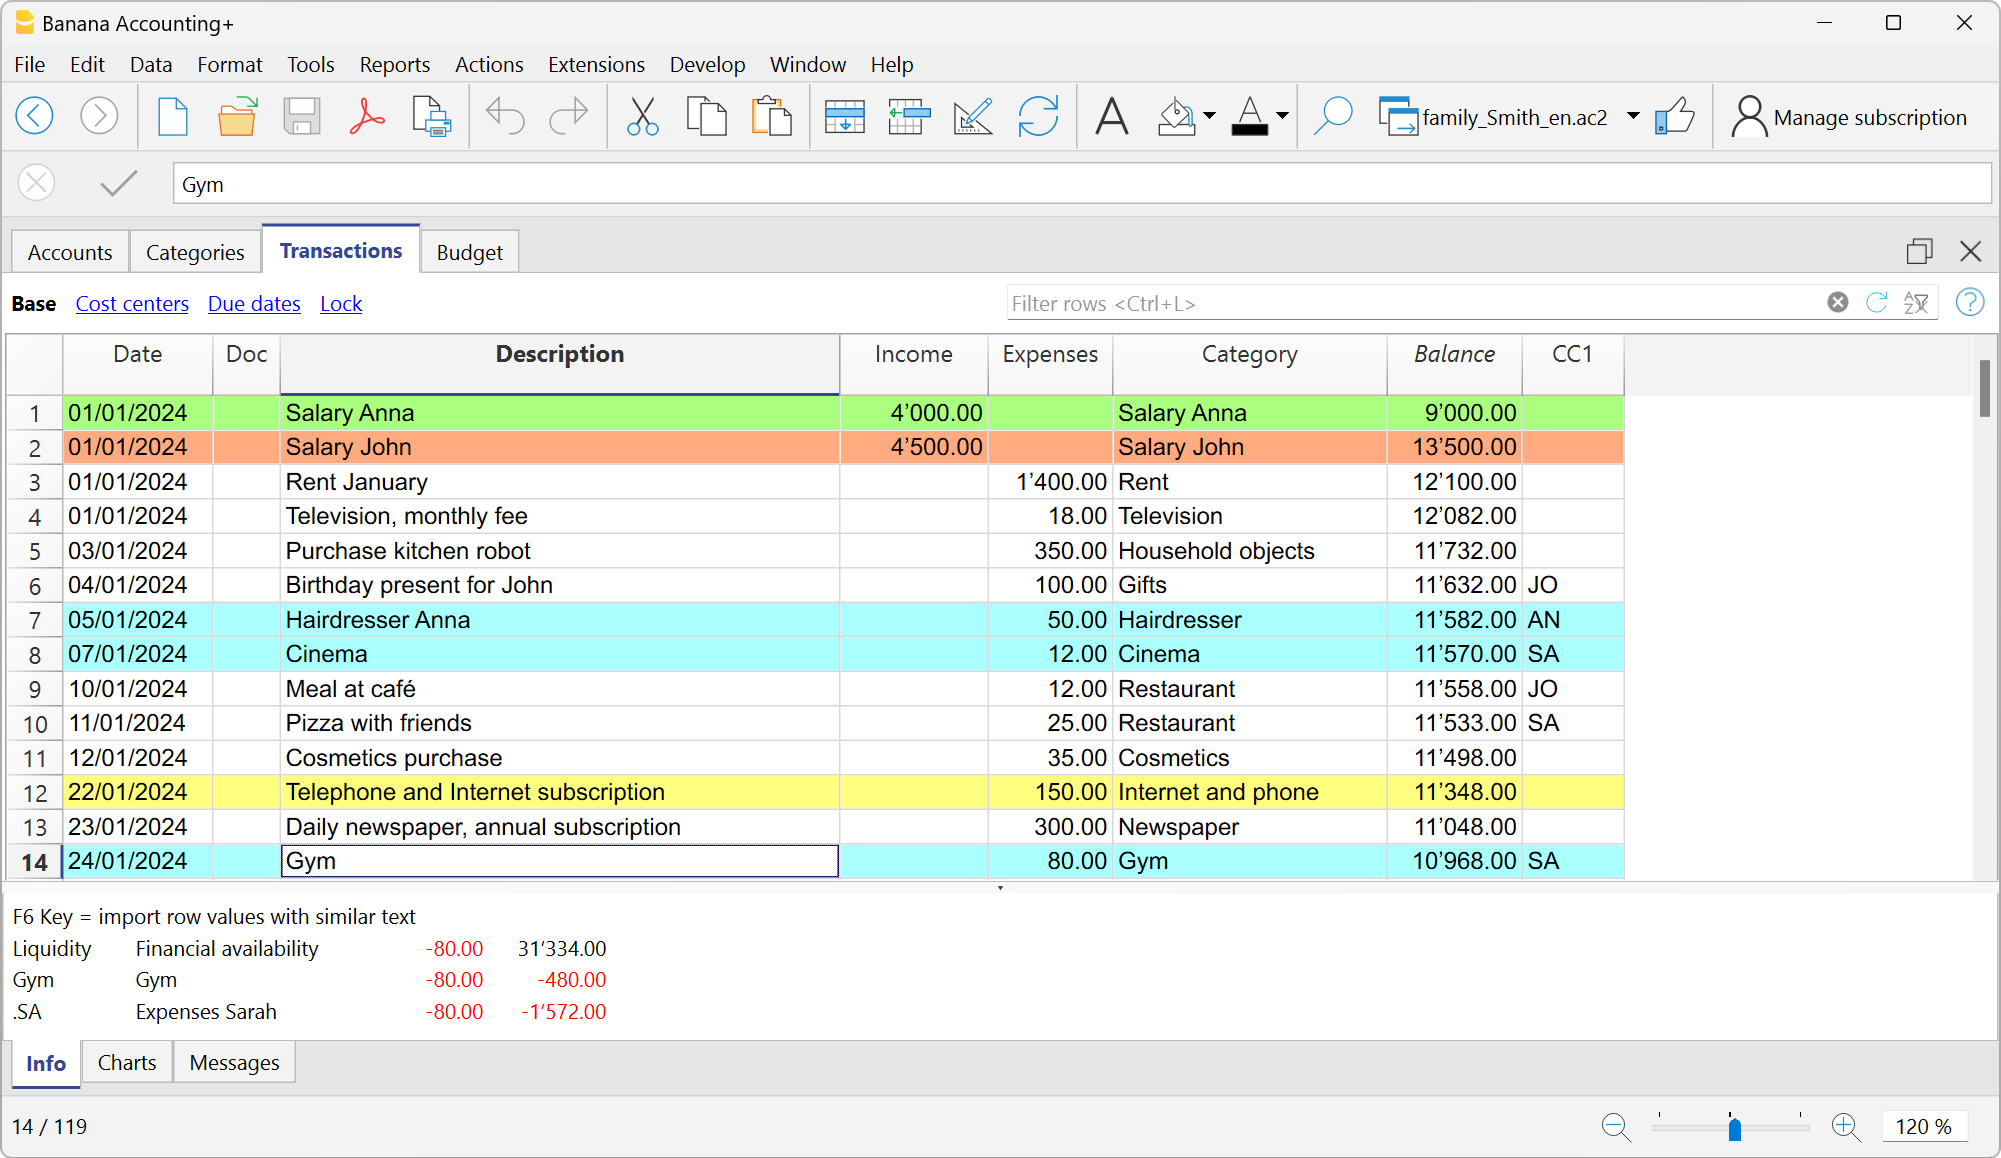 Banana Accounting+
File Edit Data Format Tools Reports Actions Extensions Develop Window Help
family_Smith_en.ac2 Manage subscription
Gym
Accounts Categories Transactions Budget
Base Cost centers Due dates Lock Filter rows <Ctrl+L>
Date Doc Description Income Expenses Category Balance CC1
1 01/01/2024 Salary Anna 4’000.00 Salary Anna 9’000.00
2 01/01/2024 Salary John 4’500.00 Salary John 13’500.00
3 01/01/2024 Rent January 1’400.00 Rent 12’100.00
4 01/01/2024 Television, monthly fee 18.00 Television 12’082.00
5 03/01/2024 Purchase kitchen robot 350.00 Household objects 11’732.00
6 04/01/2024 Birthday present for John 100.00 Gifts 11’632.00 JO
7 05/01/2024 Hairdresser Anna 50.00 Hairdresser 11’582.00 AN
8 07/01/2024 Cinema 12.00 Cinema 11’570.00 SA
9 10/01/2024 Meal at café 12.00 Restaurant 11’558.00 JO
10 11/01/2024 Pizza with friends 25.00 Restaurant 11’533.00 SA
11 12/01/2024 Cosmetics purchase 35.00 Cosmetics 11’498.00
12 22/01/2024 Telephone and Internet subscription 150.00 Internet and phone 11’348.00
13 23/01/2024 Daily newspaper, annual subscription 300.00 Newspaper 11’048.00
14 24/01/2024 Gym 80.00 Gym 10’968.00 SA
F6 Key = import row values with similar text
Liquidity Financial availability -80.00 31’334.00
Gym Gym -80.00 -480.00
.SA Expenses Sarah -80.00 -1’572.00
Info Charts Messages
14 / 119 120 %